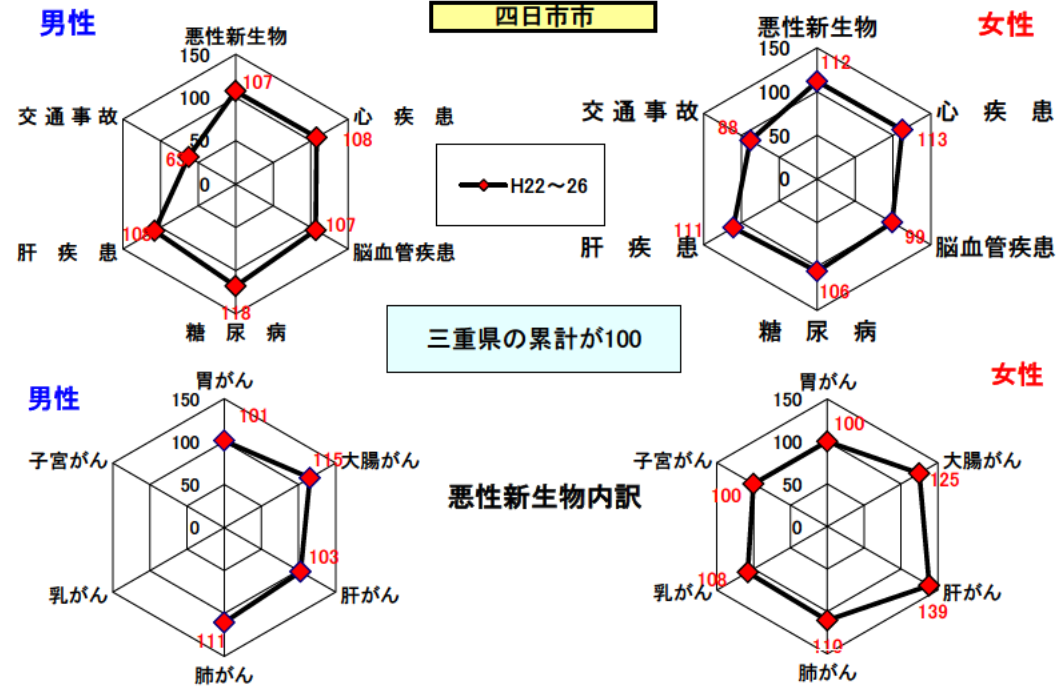 四日市市
男性
悪性新生物
150
100
50
0
107
心 疾 患
108
脳血管疾患
107
糖 尿 病
118
肝 疾 患
108
交 通 事 故
H22～26
女性
悪性新生物
150
100
50
0
112
心 疾 患
113
脳血管疾患
99
糖 尿 病
106
肝 疾 患
111
交 通 事 故
88
三重県の累計が100
男性
胃がん
150
100
50
0
101
大腸がん
115
肝がん
103
肺がん
111
乳がん
子宮がん
悪性新生物内訳
女性
胃がん
150
100
50
0
100
大腸がん
125
肝がん
139
肺がん
乳がん
108
子宮がん
100